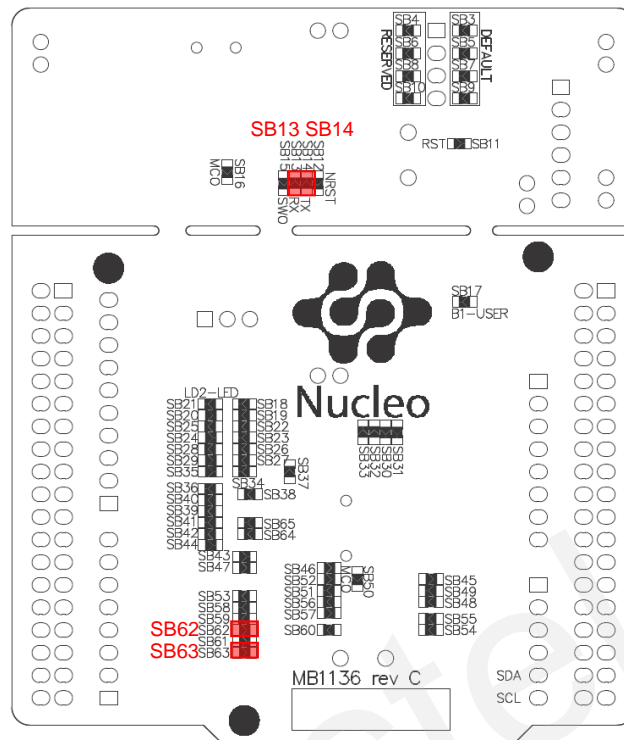 SB4
SB6
SB8
SB10
RESERVED
SB3
SB5
SB7
SB9
DEFAULT
SB13 SB14
RST
SB11
SB16
MCO
SB15
SB13
SB14
SB12
NRST
TX
RX
SWO
SB17
B1-USER
Nucleo
LD2-LED
SB21
SB20
SB25
SB24
SB28
SB29
SB35
SB18
SB19
SB22
SB23
SB26
SB27
SB37
SB33
SB32
SB30
SB31
SB34
SB38
SB36
SB40
SB39
SB41
SB42
SB44
SB65
SB64
SB43
SB47
SB46
SB52
SB51
SB56
SB57
SB60
MCO
SB50
SB45
SB49
SB48
SB55
SB54
SB53
SB58
SB59
SB62
SB62
SB61
SB63
SB63
MB1136 rev C
SDA
SCL